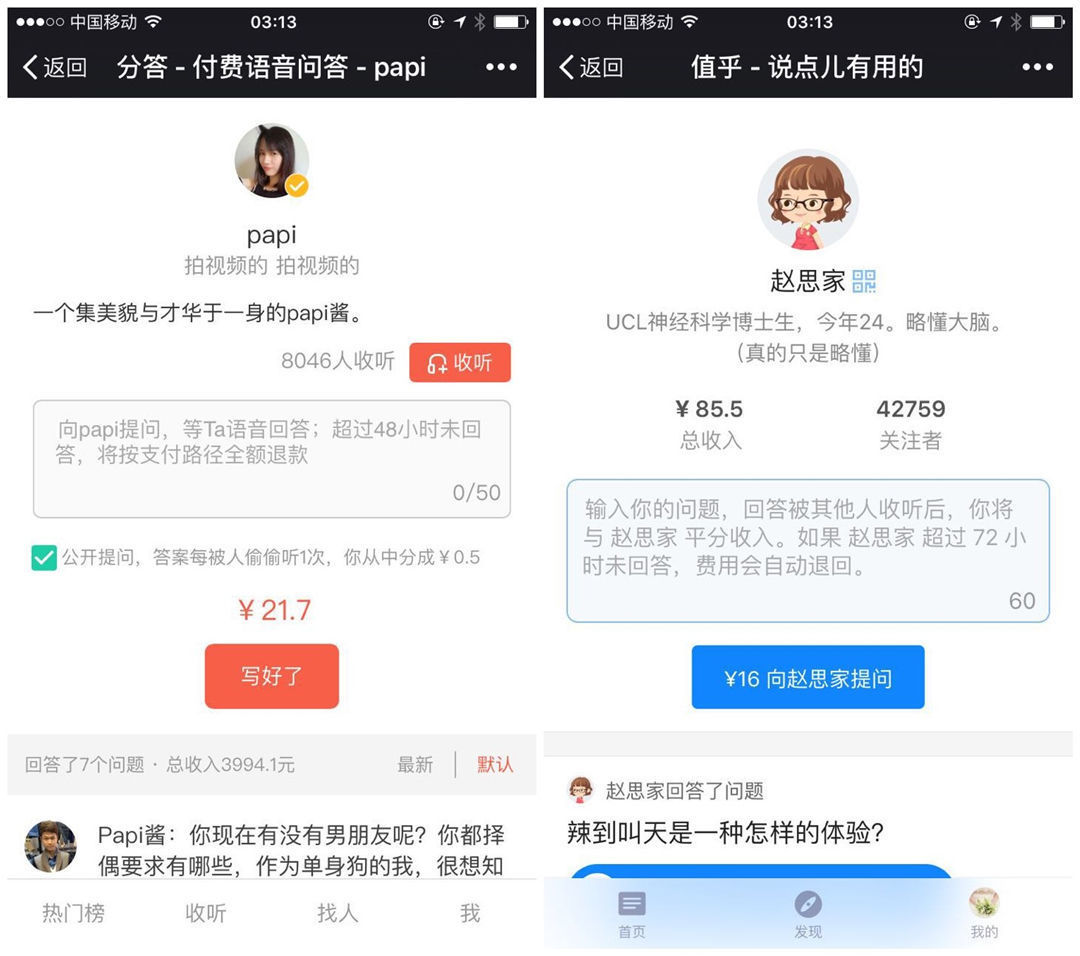 中国移动 03:13
返回 分答 - 付费语音问答 - papi
papi
拍视频的 拍视频的
一个集美貌与才华于一身的papi酱。
8046人收听 收听
向papi提问，等Ta语音回答；超过48小时未回
答，将按支付路径全额退款
0/50
公开提问，答案每被人偷偷听1次，你从中分成￥0.5
￥21.7
写好了
回答了7个问题 · 总收入3994.1元 最新 默认
Papi酱：你现在有没有男朋友呢？你都择
偶要求有哪些，作为单身狗的我，很想知
热门榜 收听 找人 我
中国移动 03:13
返回 值乎 - 说点儿有用的
赵思家
UCL神经科学博士生，今年24。略懂大脑。
（真的只是略懂）
￥85.5 42759
总收入 关注者
输入你的问题，回答被其他人收听后，你将
与 赵思家 平分收入。如果 赵思家 超过 72 小
时未回答，费用会自动退回。
60
¥16 向赵思家提问
赵思家回答了问题
辣到叫天是一种怎样的体验?
首页 发现 我的